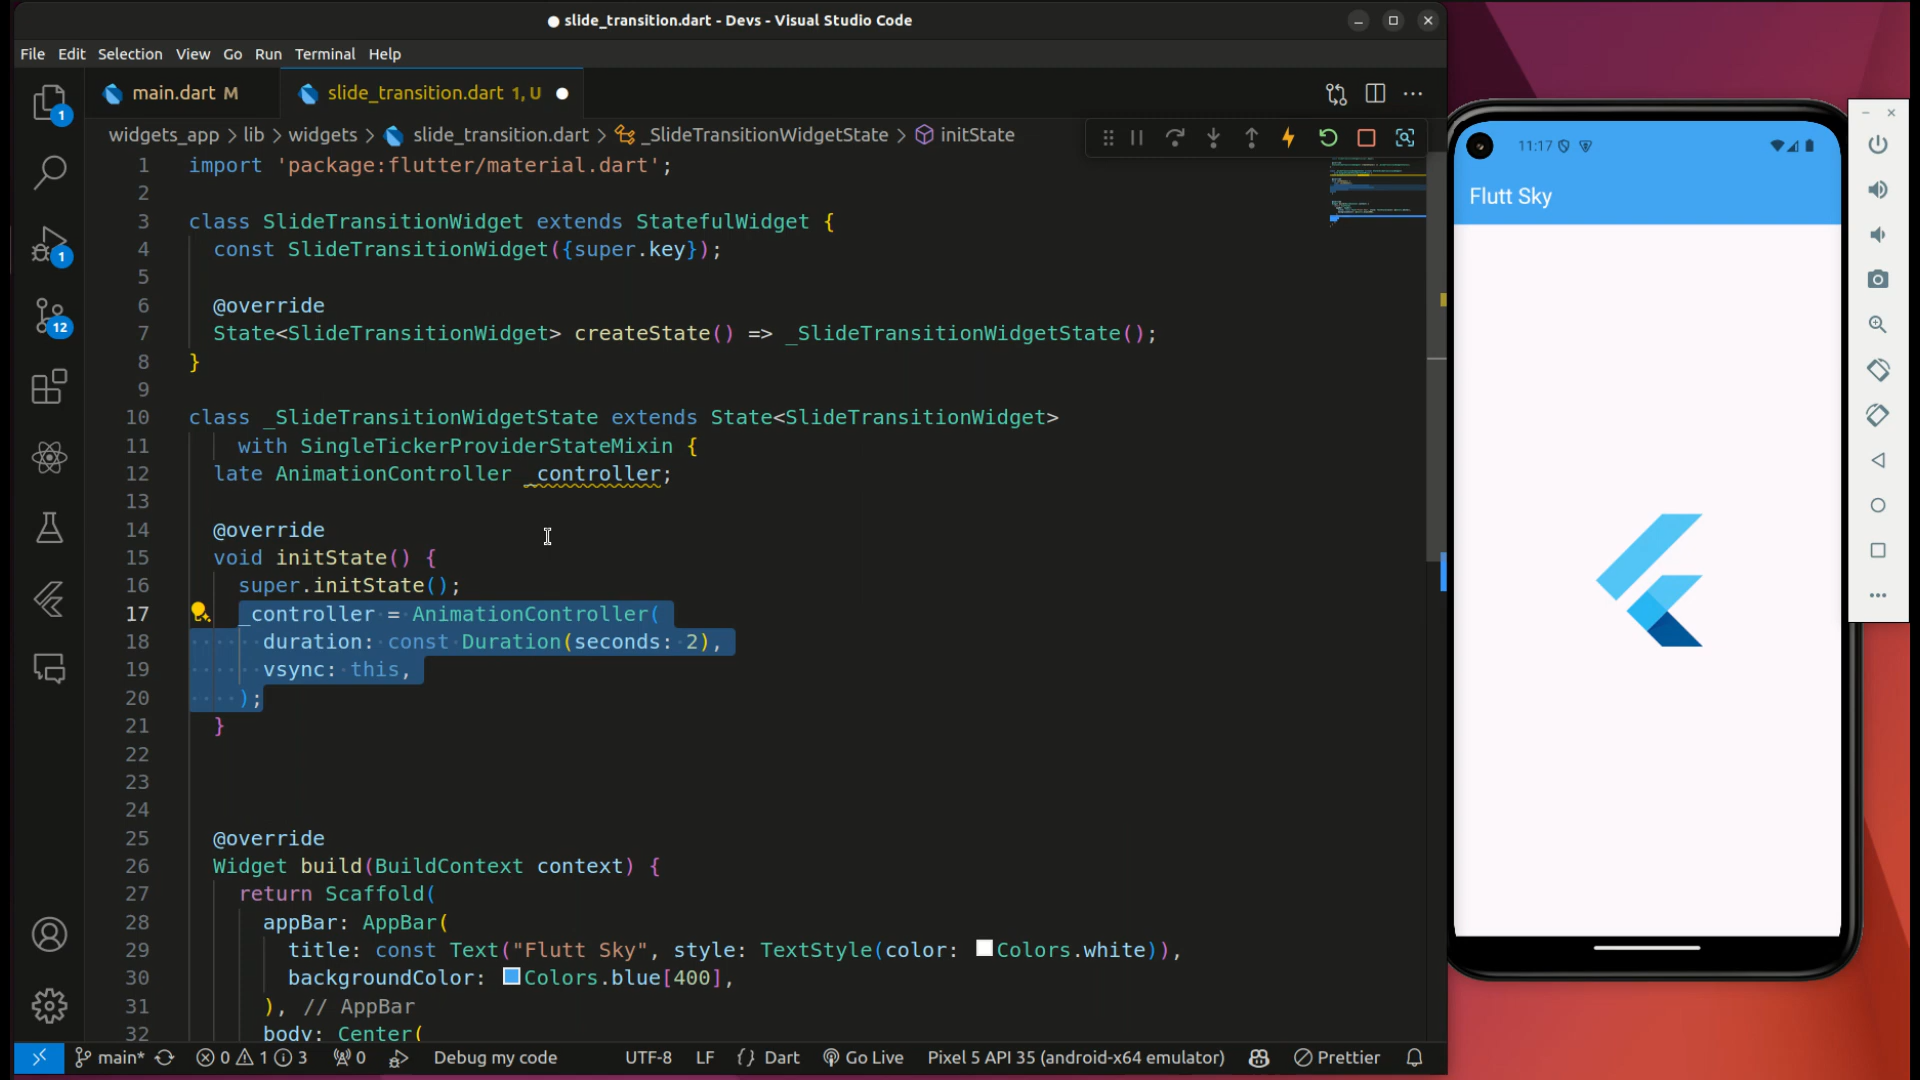 slide_transition.dart - Devs - Visual Studio Code
File Edit Selection View Go Run Terminal Help
main.dart M
slide_transition.dart 1, U
widgets_app > lib > widgets > slide_transition.dart > _SlideTransitionWidgetState > initState
1 import 'package:flutter/material.dart';
2
3 class SlideTransitionWidget extends StatefulWidget {
4 const SlideTransitionWidget({super.key});
5
6 @override
7 State<SlideTransitionWidget> createState() => _SlideTransitionWidgetState();
8 }
9
10 class _SlideTransitionWidgetState extends State<SlideTransitionWidget>
11 with SingleTickerProviderStateMixin {
12 late AnimationController _controller;
13
14 @override
15 void initState() {
16 super.initState();
17 _controller = AnimationController(
18 duration: const Duration(seconds: 2),
19 vsync: this,
20 );
21 }
22
23
24
25 @override
26 Widget build(BuildContext context) {
27 return Scaffold(
28 appBar: AppBar(
29 title: const Text("Flutt Sky", style: TextStyle(color: Colors.white)),
30 backgroundColor: Colors.blue[400],
31 ), // AppBar
32 body: Center(
1
1
12
main* 0 1 3 0 Debug my code UTF-8 LF {} Dart Go Live Pixel 5 API 35 (android-x64 emulator) Prettier
11:17
Flutt Sky